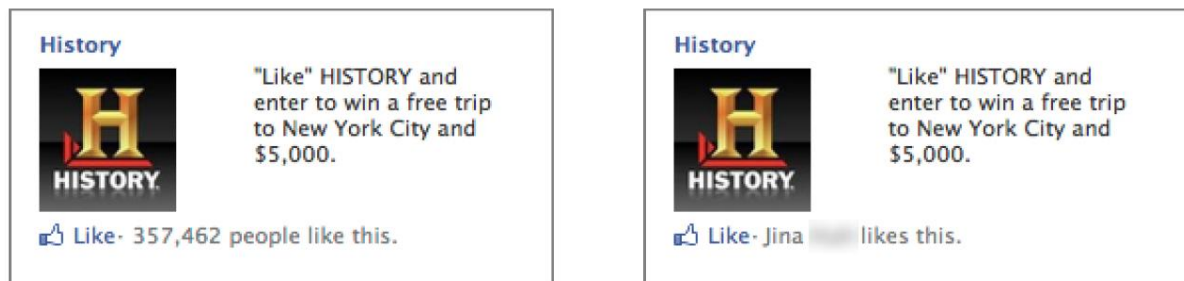 History
"Like" HISTORY and
enter to win a free trip
to New York City and
$5,000.
HISTORY
Like· 357,462 people like this.
History
"Like" HISTORY and
enter to win a free trip
to New York City and
$5,000.
HISTORY
Like· Jina likes this.